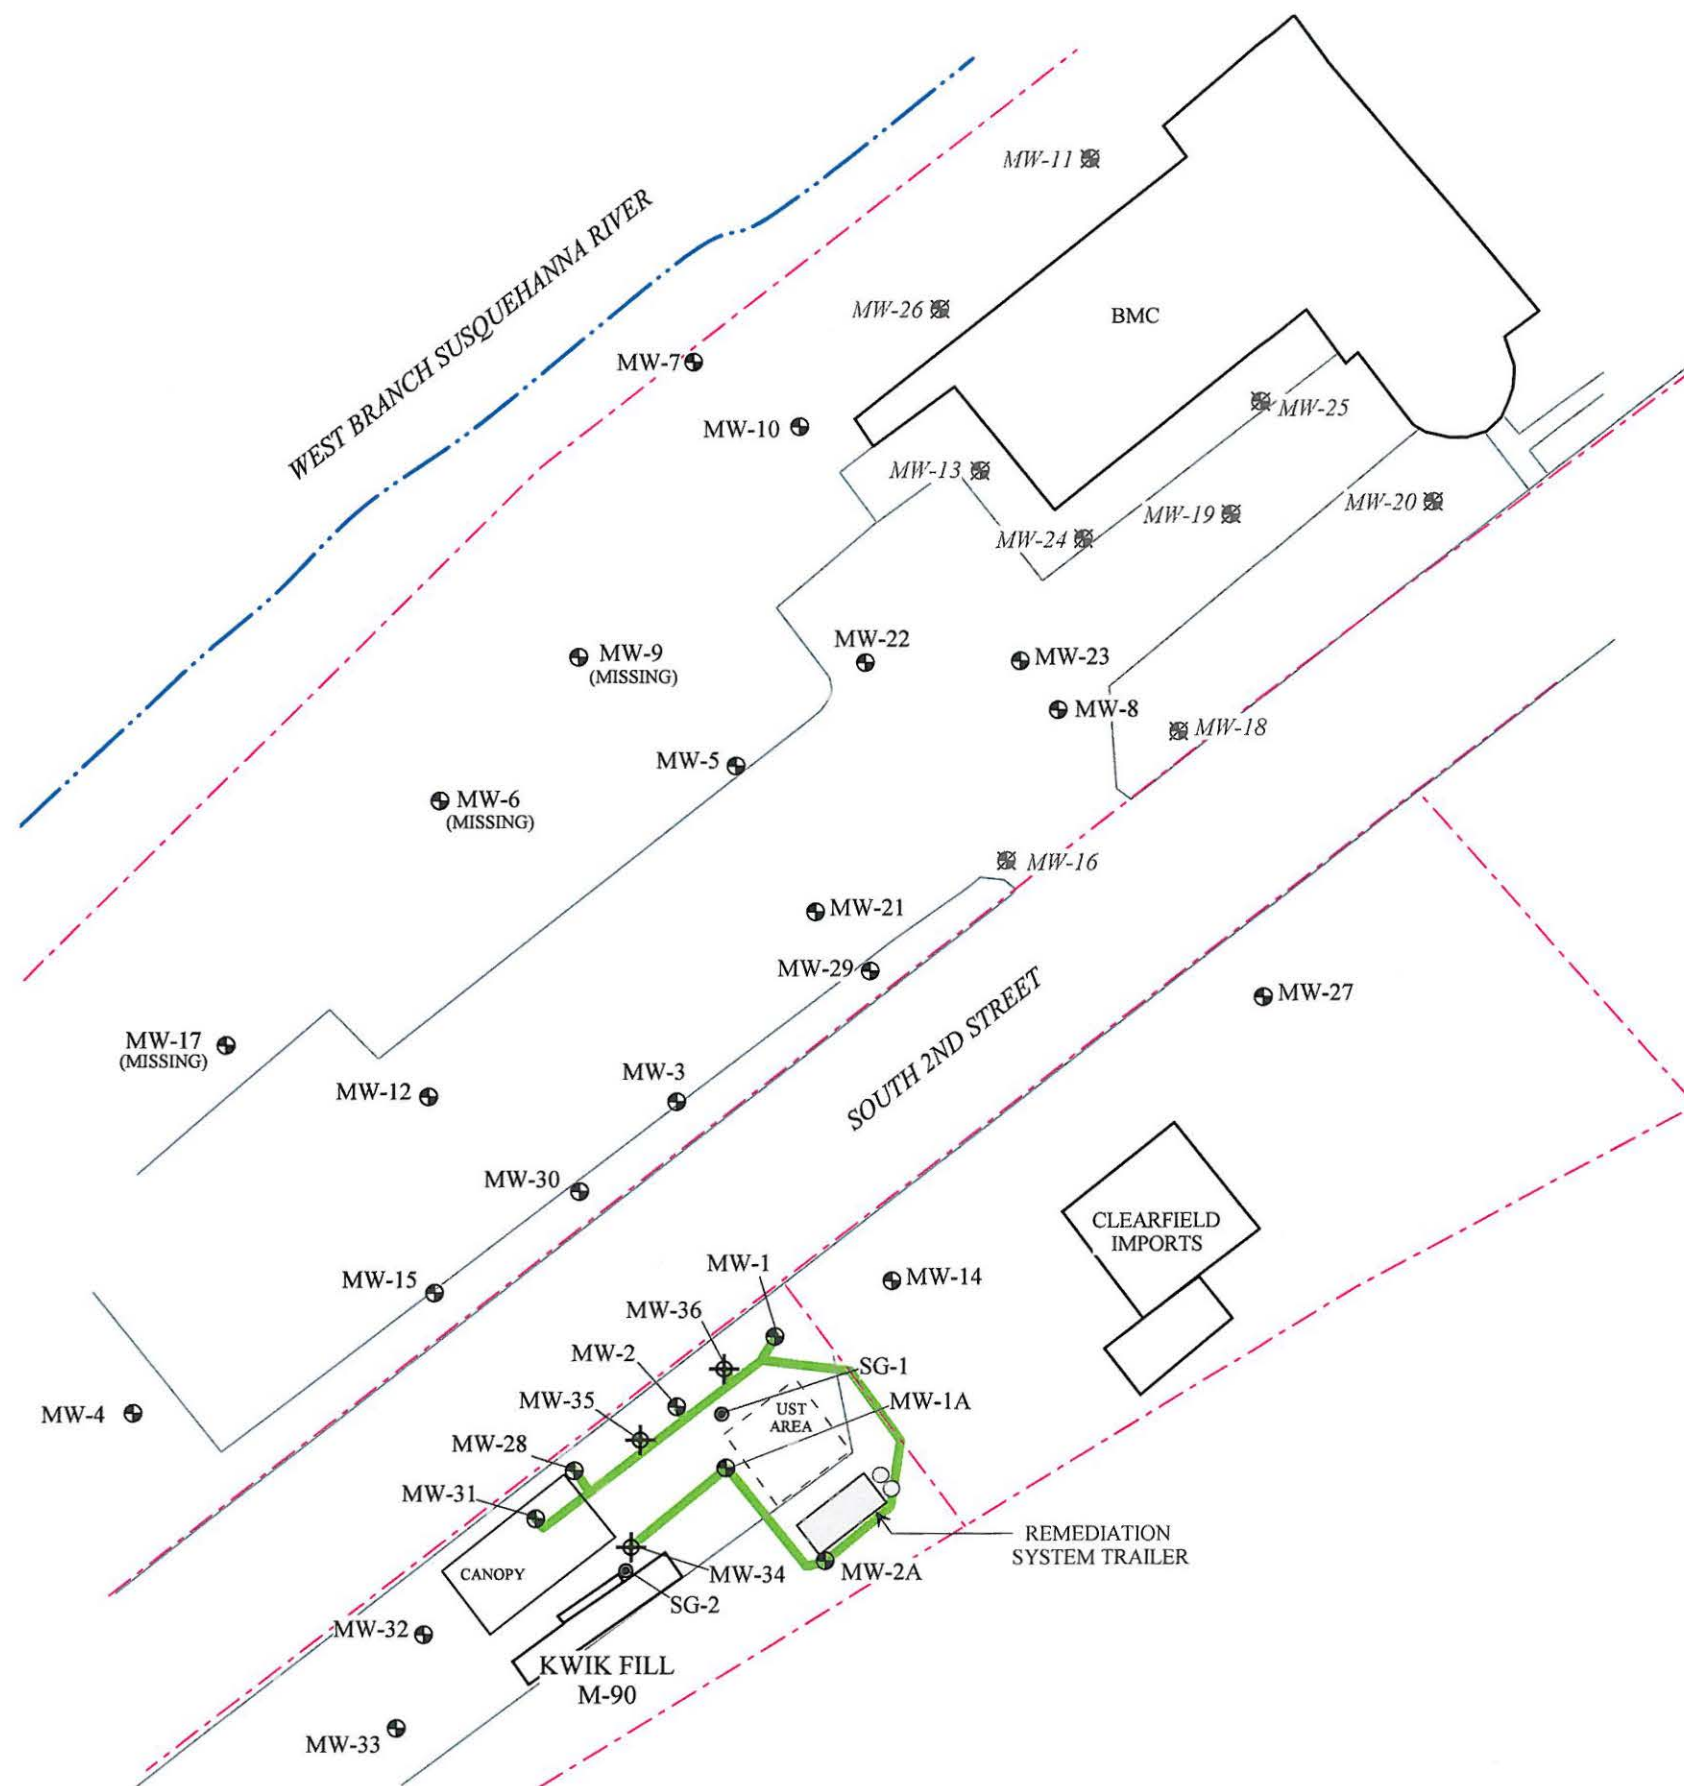 MW-11
WEST BRANCH SUSQUEHANNA RIVER
MW-26
BMC
MW-7
MW-10
MW-25
MW-13
MW-24
MW-19
MW-20
MW-9
(MISSING)
MW-22
MW-23
MW-8
MW-18
MW-5
MW-6
(MISSING)
MW-16
MW-21
MW-29
MW-27
SOUTH 2ND STREET
MW-17
(MISSING)
MW-12
MW-3
MW-30
CLEARFIELD
IMPORTS
MW-15
MW-1
MW-14
MW-36
MW-2
SG-1
MW-35
MW-1A
UST
AREA
MW-4
MW-28
MW-31
REMEDIATION
SYSTEM TRAILER
CANOPY
MW-34
MW-2A
SG-2
MW-32
KWIK FILL
M-90
MW-33